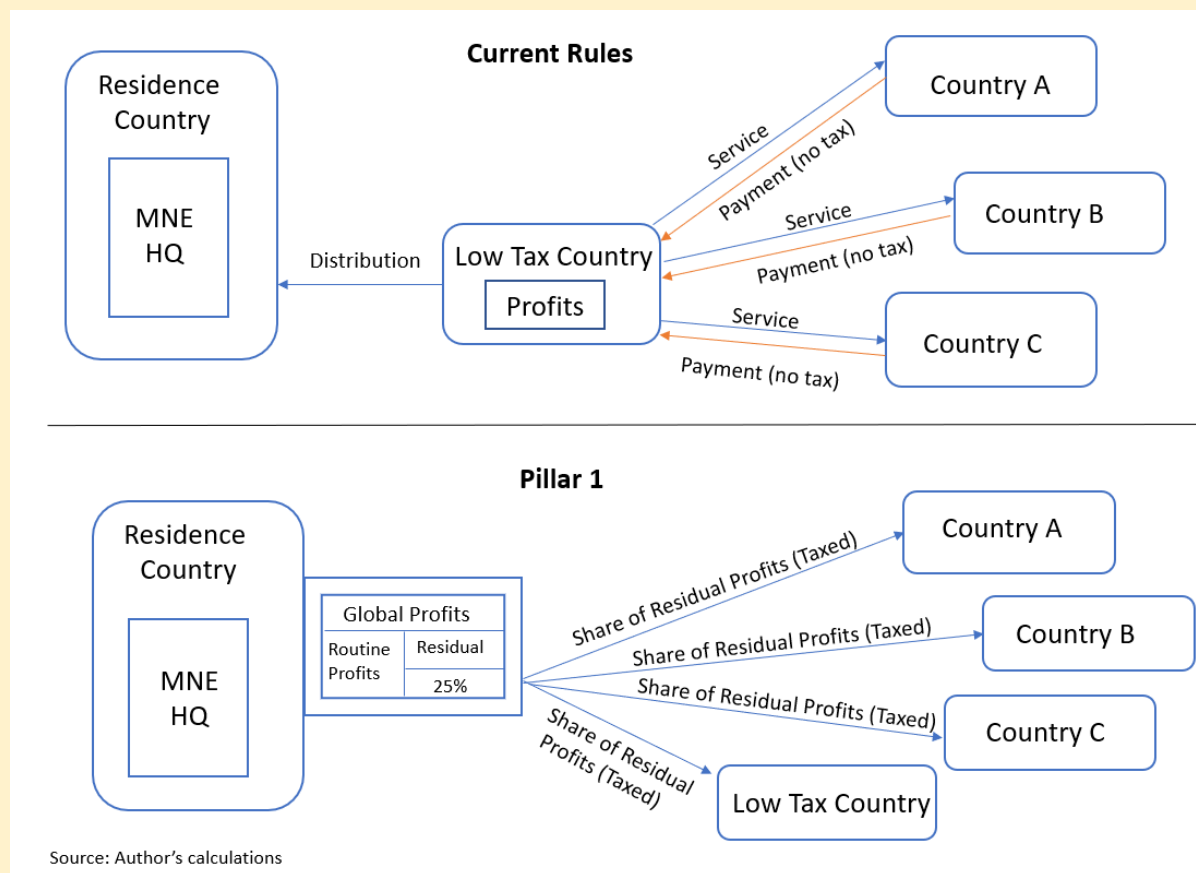 Current Rules
Residence
Country
MNE
HQ
Distribution
Low Tax Country
Profits
Service
Payment (no tax)
Country A
Service
Payment (no tax)
Country B
Service
Payment (no tax)
Country C
Pillar 1
Residence
Country
MNE
HQ
Global Profits
Routine
Profits
Residual
25%
Share of Residual Profits (Taxed)
Country A
Share of Residual Profits (Taxed)
Country B
Share of Residual Profits (Taxed)
Country C
Share of Residual
Profits (Taxed)
Low Tax Country
Source: Author's calculations